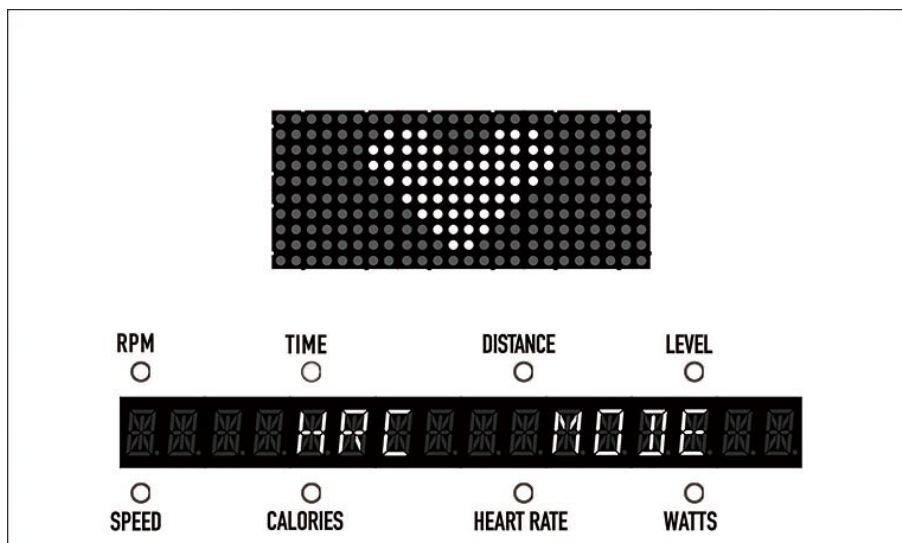 RPM TIME DISTANCE LEVEL
HRC MODE
SPEED CALORIES HEART RATE WATTS